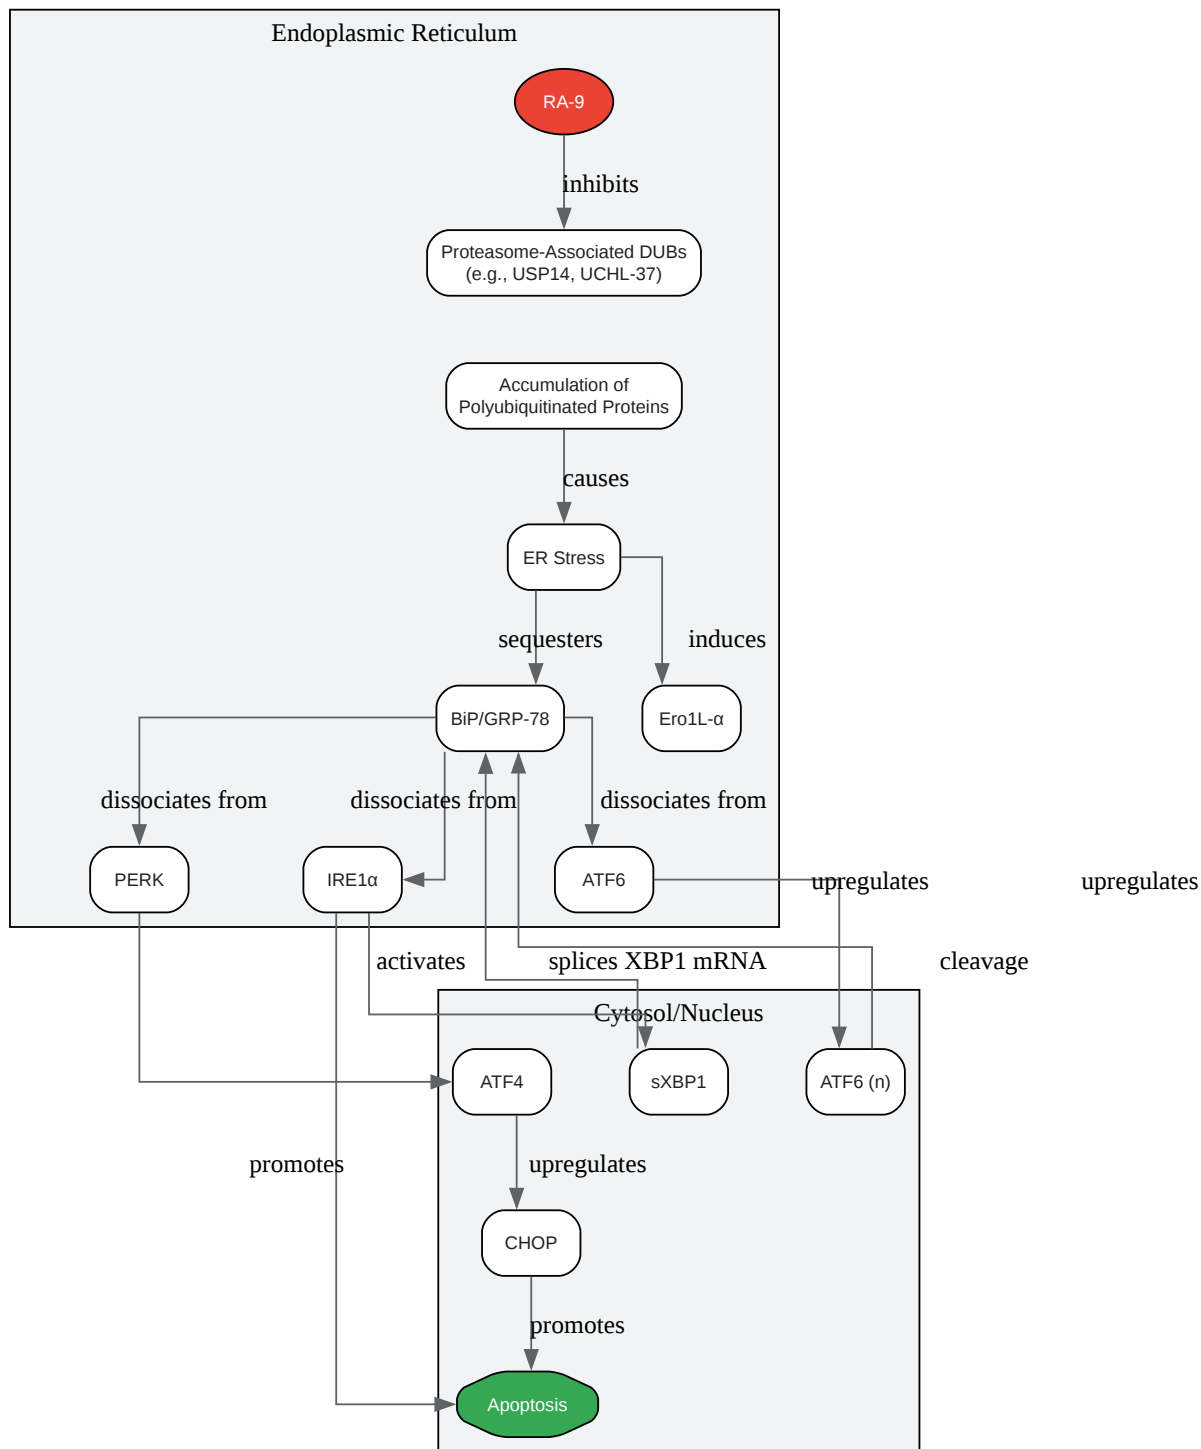 Endoplasmic Reticulum
RA-9
inhibits
Proteasome-Associated DUBs
(e.g., USP14, UCHL-37)
Accumulation of
Polyubiquitinated Proteins
causes
ER Stress
sequesters
induces
BiP/GRP-78
Ero1L-α
dissociates from
dissociates from
dissociates from
PERK
IRE1α
ATF6
upregulates
upregulates
activates
splices XBP1 mRNA
cleavage
Cytosol/Nucleus
ATF4
sXBP1
ATF6 (n)
promotes
upregulates
CHOP
promotes
Apoptosis